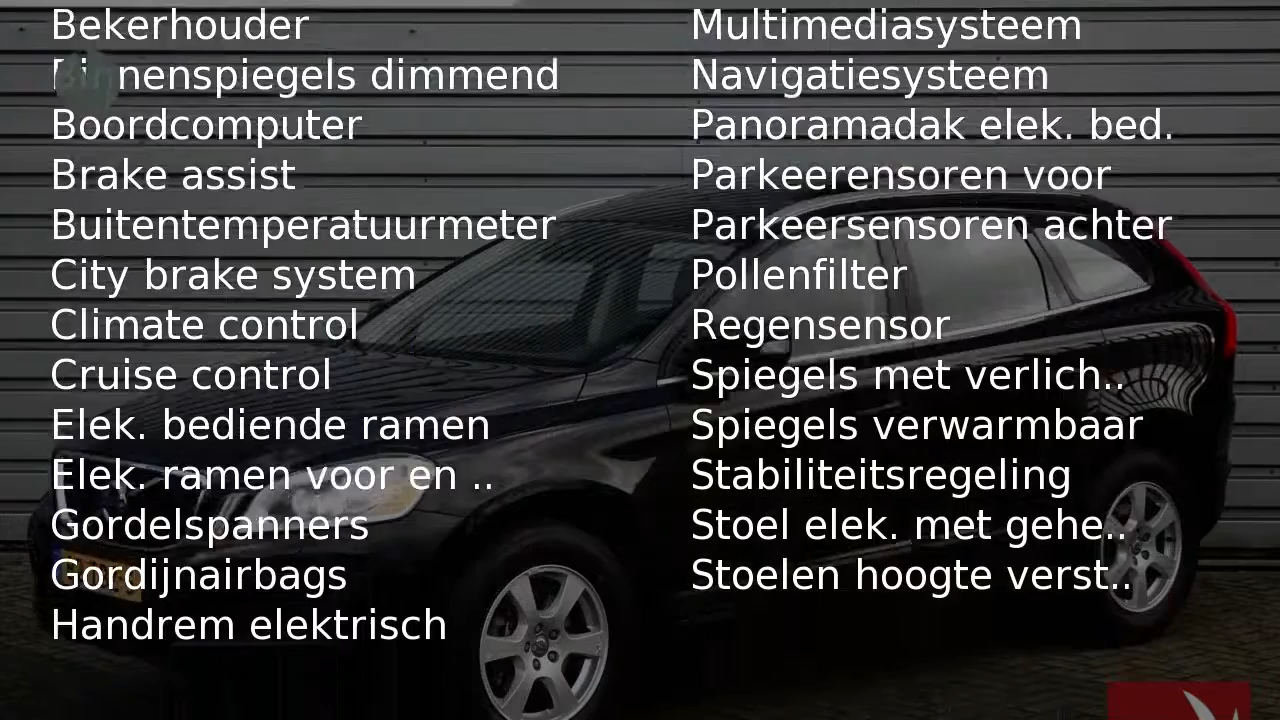 Bekerhouder
Binnenspiegels dimmend
Boordcomputer
Brake assist
Buitentemperatuurmeter
City brake system
Climate control
Cruise control
Elek. bediende ramen
Elek. ramen voor en ..
Gordelspanners
Gordijnairbags
Handrem elektrisch
Multimediasysteem
Navigatiesysteem
Panoramadak elek. bed.
Parkeerensoren voor
Parkeersensoren achter
Pollenfilter
Regensensor
Spiegels met verlich..
Spiegels verwarmbaar
Stabiliteitsregeling
Stoel elek. met gehe..
Stoelen hoogte verst..